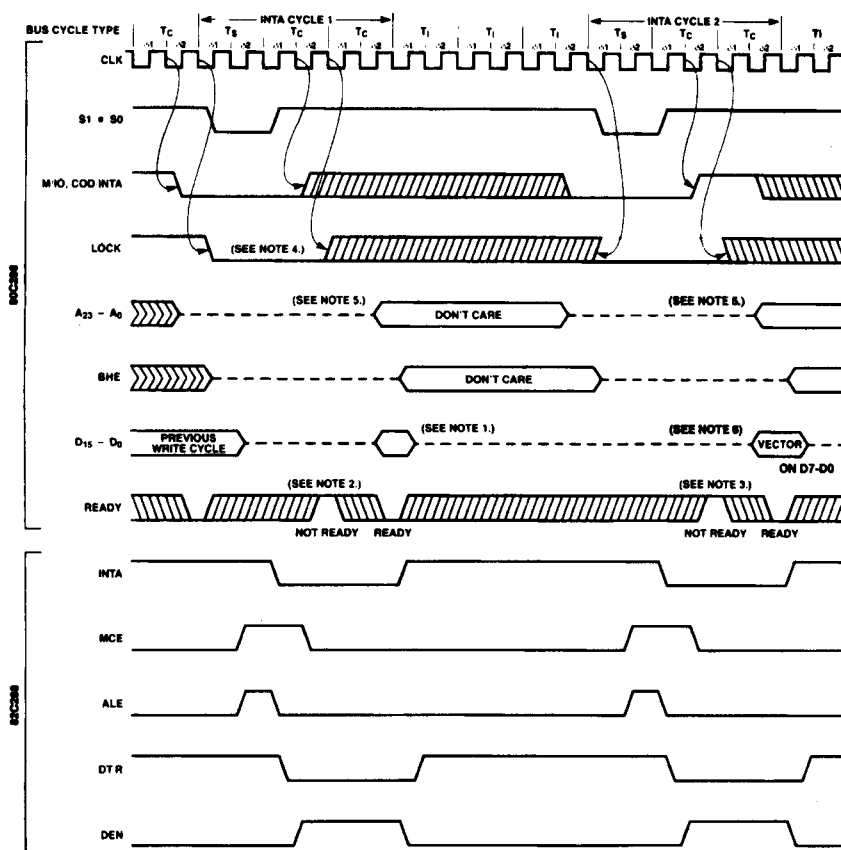 INTA CYCLE 1 INTA CYCLE 2
BUS CYCLE TYPE TC TS TC TC TI TI TI TS TC TC TI
CLK
S1 • S0
M/IO, COD INTA
LOCK (SEE NOTE 4.)
A23 – A0 (SEE NOTE 5.) DON'T CARE (SEE NOTE 5.)
BHE DON'T CARE
D15 – D0 PREVIOUS WRITE CYCLE (SEE NOTE 1.) (SEE NOTE 6) VECTOR
ON D7-D0
READY (SEE NOTE 2.) (SEE NOTE 3.)
NOT READY READY NOT READY READY
80C286
INTA
MCE
ALE
DT R
DEN
82C288